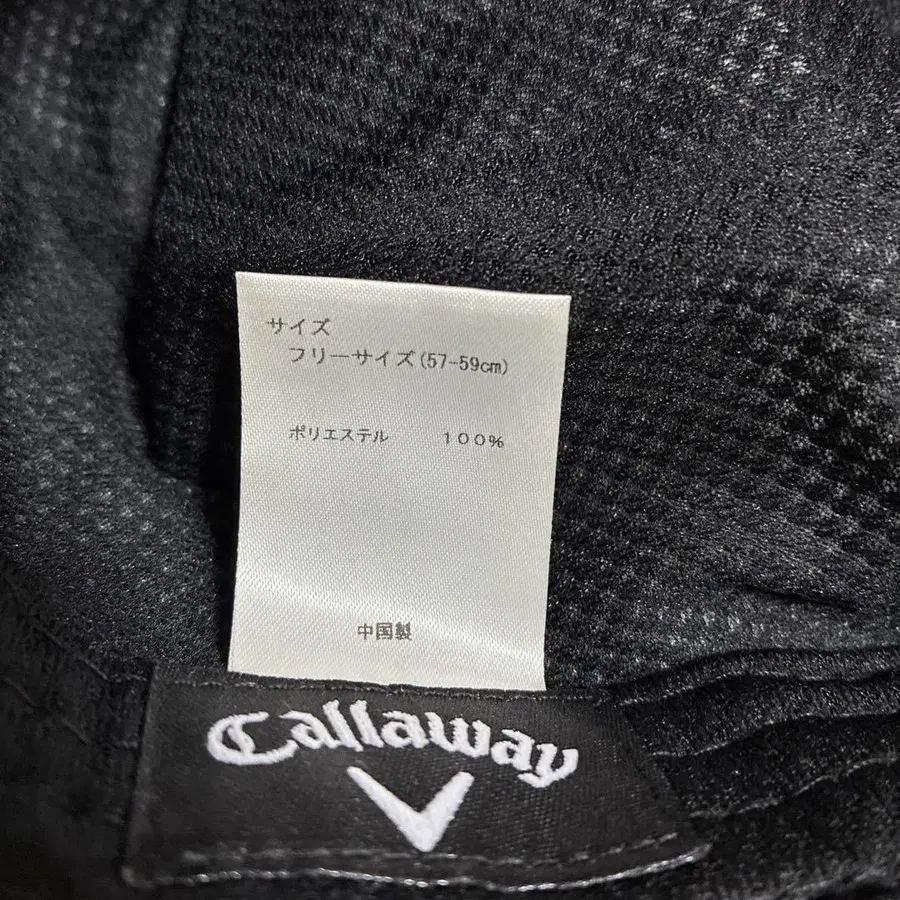 サイズ
フリーサイズ(57-59cm)
ポリエステル 100%
中国製
Callaway